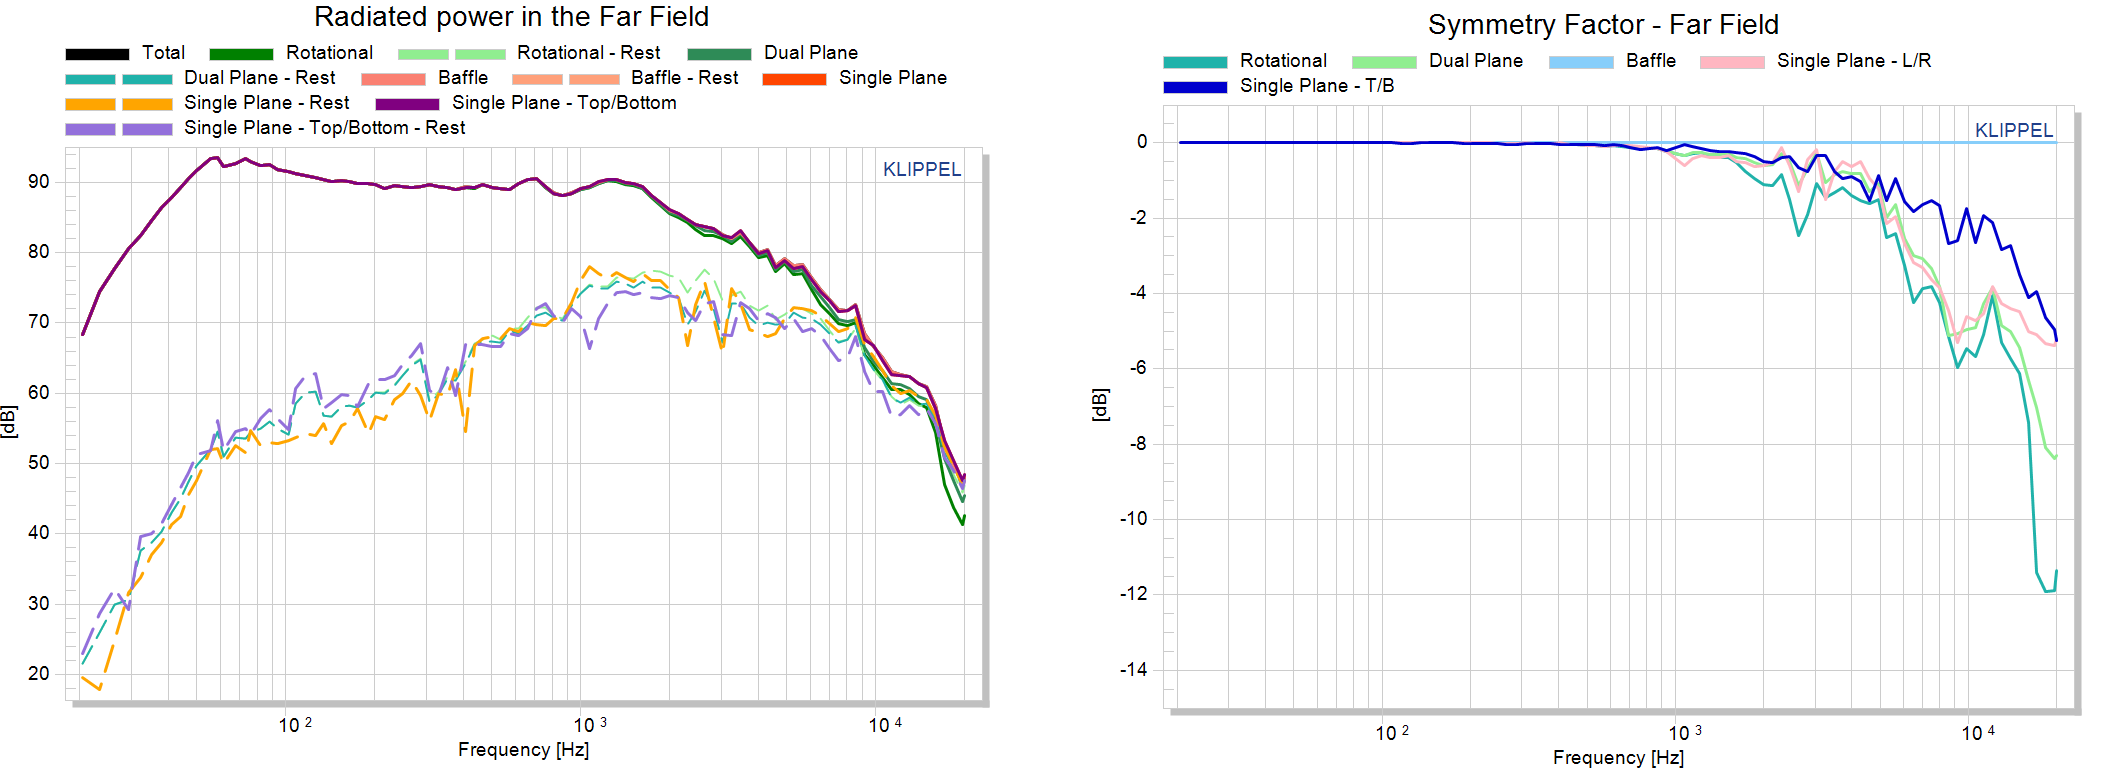 Radiated power in the Far Field
Total Rotational Rotational - Rest Dual Plane
Dual Plane - Rest Baffle Baffle - Rest Single Plane
Single Plane - Rest Single Plane - Top/Bottom
Single Plane - Top/Bottom - Rest
KLIPPEL
90
80
70
60
50
40
30
20
[dB]
10 2 10 3 10 4
Frequency [Hz]
Symmetry Factor - Far Field
Rotational Dual Plane Baffle Single Plane - L/R
Single Plane - T/B
KLIPPEL
0
-2
-4
-6
-8
-10
-12
-14
[dB]
10 2 10 3 10 4
Frequency [Hz]